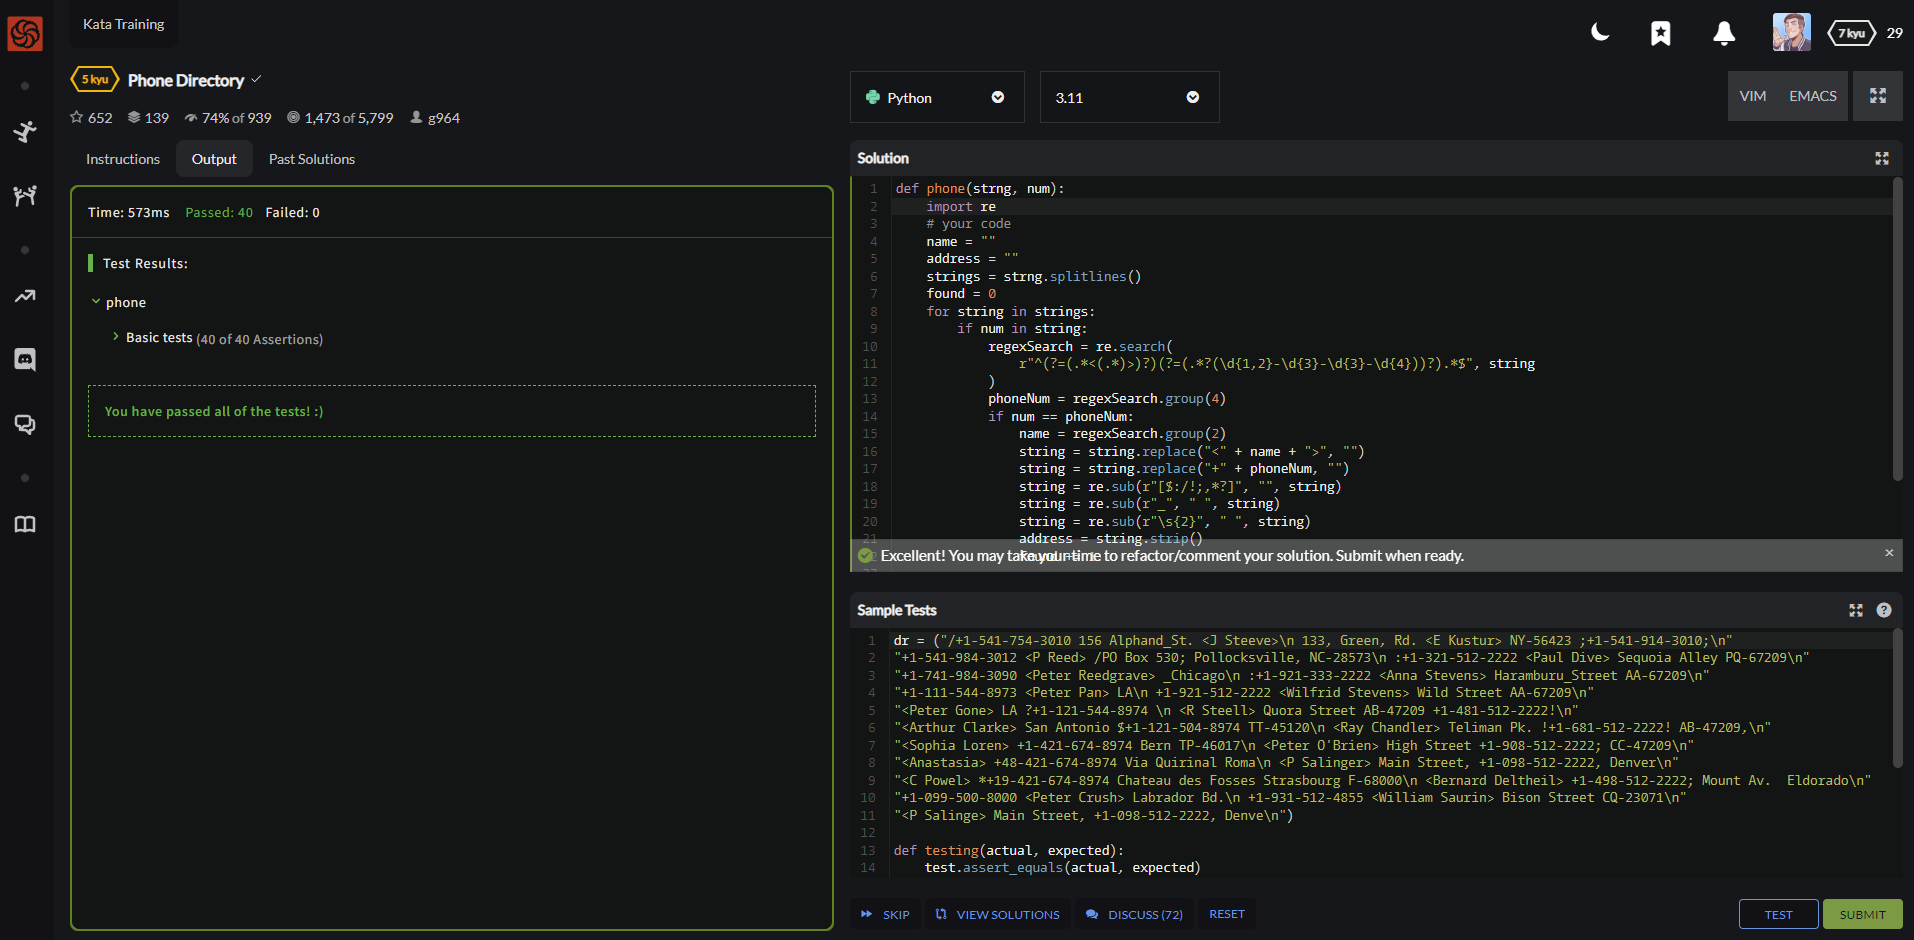 Kata Training
7 kyu 29
5 kyu Phone Directory
652 139 74% of 939 1,473 of 5,799 g964
Python 3.11 VIM EMACS
Instructions Output Past Solutions
Time: 573ms Passed: 40 Failed: 0
Test Results:
phone
Basic tests (40 of 40 Assertions)
You have passed all of the tests! :)
Solution
1 def phone(strng, num):
2 import re
3 # your code
4 name = ""
5 address = ""
6 strings = strng.splitlines()
7 found = 0
8 for string in strings:
9 if num in string:
10 regexSearch = re.search(
11 r"^(?=(.*<(.*)>)?)(?=(.*?(\d{1,2}-\d{3}-\d{3}-\d{4}))?).*$", string
12 )
13 phoneNum = regexSearch.group(4)
14 if num == phoneNum:
15 name = regexSearch.group(2)
16 string = string.replace("<" + name + ">", "")
17 string = string.replace("+" + phoneNum, "")
18 string = re.sub(r"[$:/!;,*?]", "", string)
19 string = re.sub(r"_", " ", string)
20 string = re.sub(r"\s{2}", " ", string)
21 address = string.strip()
Excellent! You may take your time to refactor/comment your solution. Submit when ready.
Sample Tests
1 dr = ("/+1-541-754-3010 156 Alphand_St. <J Steeve>\n 133, Green, Rd. <E Kustur> NY-56423 ;+1-541-914-3010;\n"
2 "+1-541-984-3012 <P Reed> /PO Box 530; Pollocksville, NC-28573\n :+1-321-512-2222 <Paul Dive> Sequoia Alley PQ-67209\n"
3 "+1-741-984-3090 <Peter Reedgrave> _Chicago\n :+1-921-333-2222 <Anna Stevens> Haramburu_Street AA-67209\n"
4 "+1-111-544-8973 <Peter Pan> LA\n +1-921-512-2222 <Wilfrid Stevens> Wild Street AA-67209\n"
5 "<Peter Gone> LA ?+1-121-544-8974 \n <R Steell> Quora Street AB-47209 +1-481-512-2222!\n"
6 "<Arthur Clarke> San Antonio $+1-121-504-8974 TT-45120\n <Ray Chandler> Teliman Pk. !+1-681-512-2222! AB-47209,\n"
7 "<Sophia Loren> +1-421-674-8974 Bern TP-46017\n <Peter O'Brien> High Street +1-908-512-2222; CC-47209\n"
8 "<Anastasia> +48-421-674-8974 Via Quirinal Roma\n <P Salinger> Main Street, +1-098-512-2222, Denver\n"
9 "<C Powel> *+19-421-674-8974 Chateau des Fosses Strasbourg F-68000\n <Bernard Deltheil> +1-498-512-2222; Mount Av.  Eldorado\n"
10 "+1-099-500-8000 <Peter Crush> Labrador Bd.\n +1-931-512-4855 <William Saurin> Bison Street CQ-23071\n"
11 "<P Salinge> Main Street, +1-098-512-2222, Denve\n")
12
13 def testing(actual, expected):
14 test.assert_equals(actual, expected)
SKIP VIEW SOLUTIONS DISCUSS (72) RESET TEST SUBMIT